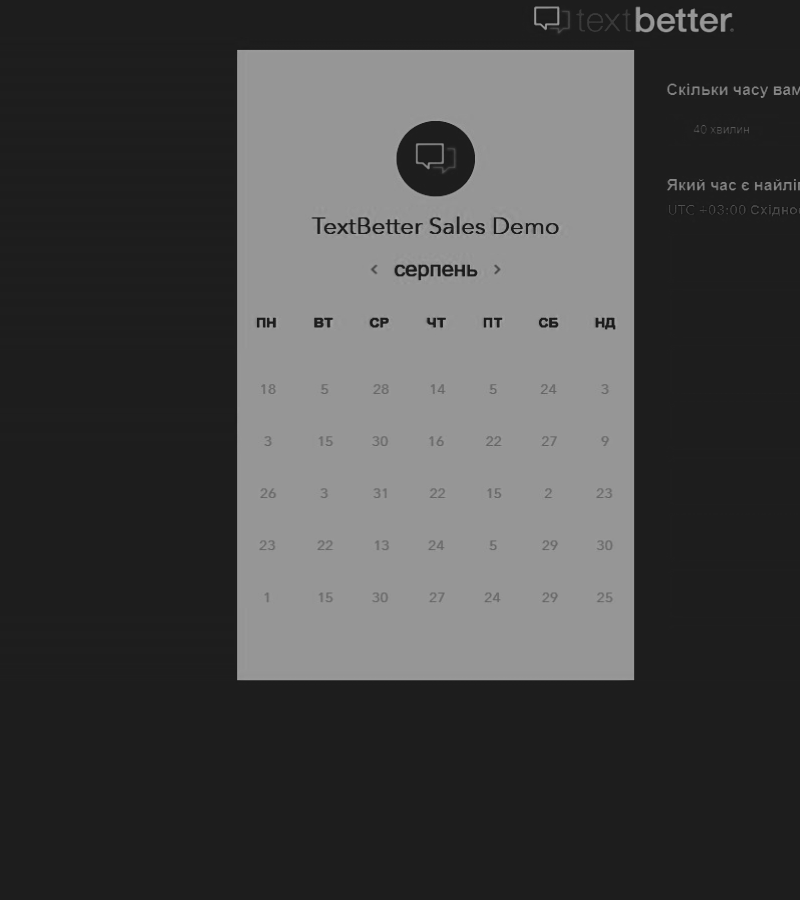 textbetter.
TextBetter Sales Demo
< серпень >
ПН ВТ СР ЧТ ПТ СБ НД
18 5 28 14 5 24 3
3 15 30 16 22 27 9
26 3 31 22 15 2 23
23 22 13 24 5 29 30
1 15 30 27 24 29 25
Скільки часу вам
40 хвилин
Який час є найлі
UTC +03:00 Східно